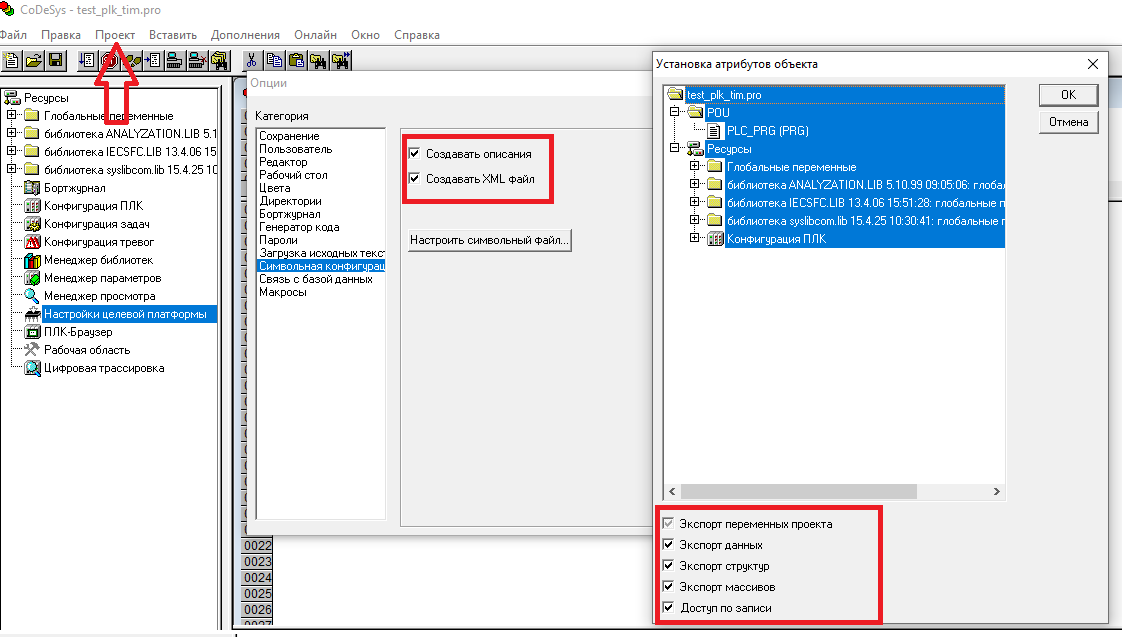 CoDeSys - test_plk_tim.pro
Файл Правка Проект Вставить Дополнения Онлайн Окно Справка
Ресурсы
Глобальные переменные
библиотека ANALYZATION.LIB 5.1
библиотека IECSFC.LIB 13.4.06 15
библиотека syslibcom.lib 15.4.25 10
Бортжурнал
Конфигурация ПЛК
Конфигурация задач
Конфигурация тревог
Менеджер библиотек
Менеджер параметров
Менеджер просмотра
Настройки целевой платформы
ПЛК-Браузер
Рабочая область
Цифровая трассировка
Опции
Категория
Сохранение
Пользователь
Редактор
Рабочий стол
Цвета
Директории
Бортжурнал
Генератор кода
Пароли
Загрузка исходных текст
Символьная конфигурац
Связь с базой данных
Макросы
Создавать описания
Создавать XML файл
Настроить символьный файл...
0022
0023
0024
0025
0026
0027
Установка атрибутов объекта
test_plk_tim.pro
POU
PLC_PRG (PRG)
Ресурсы
Глобальные переменные
библиотека ANALYZATION.LIB 5.10.99 09:05:06: глоба
библиотека IECSFC.LIB 13.4.06 15:51:28: глобальные п
библиотека syslibcom.lib 15.4.25 10:30:41: глобальные
Конфигурация ПЛК
OK
Отмена
Экспорт переменных проекта
Экспорт данных
Экспорт структур
Экспорт массивов
Доступ по записи